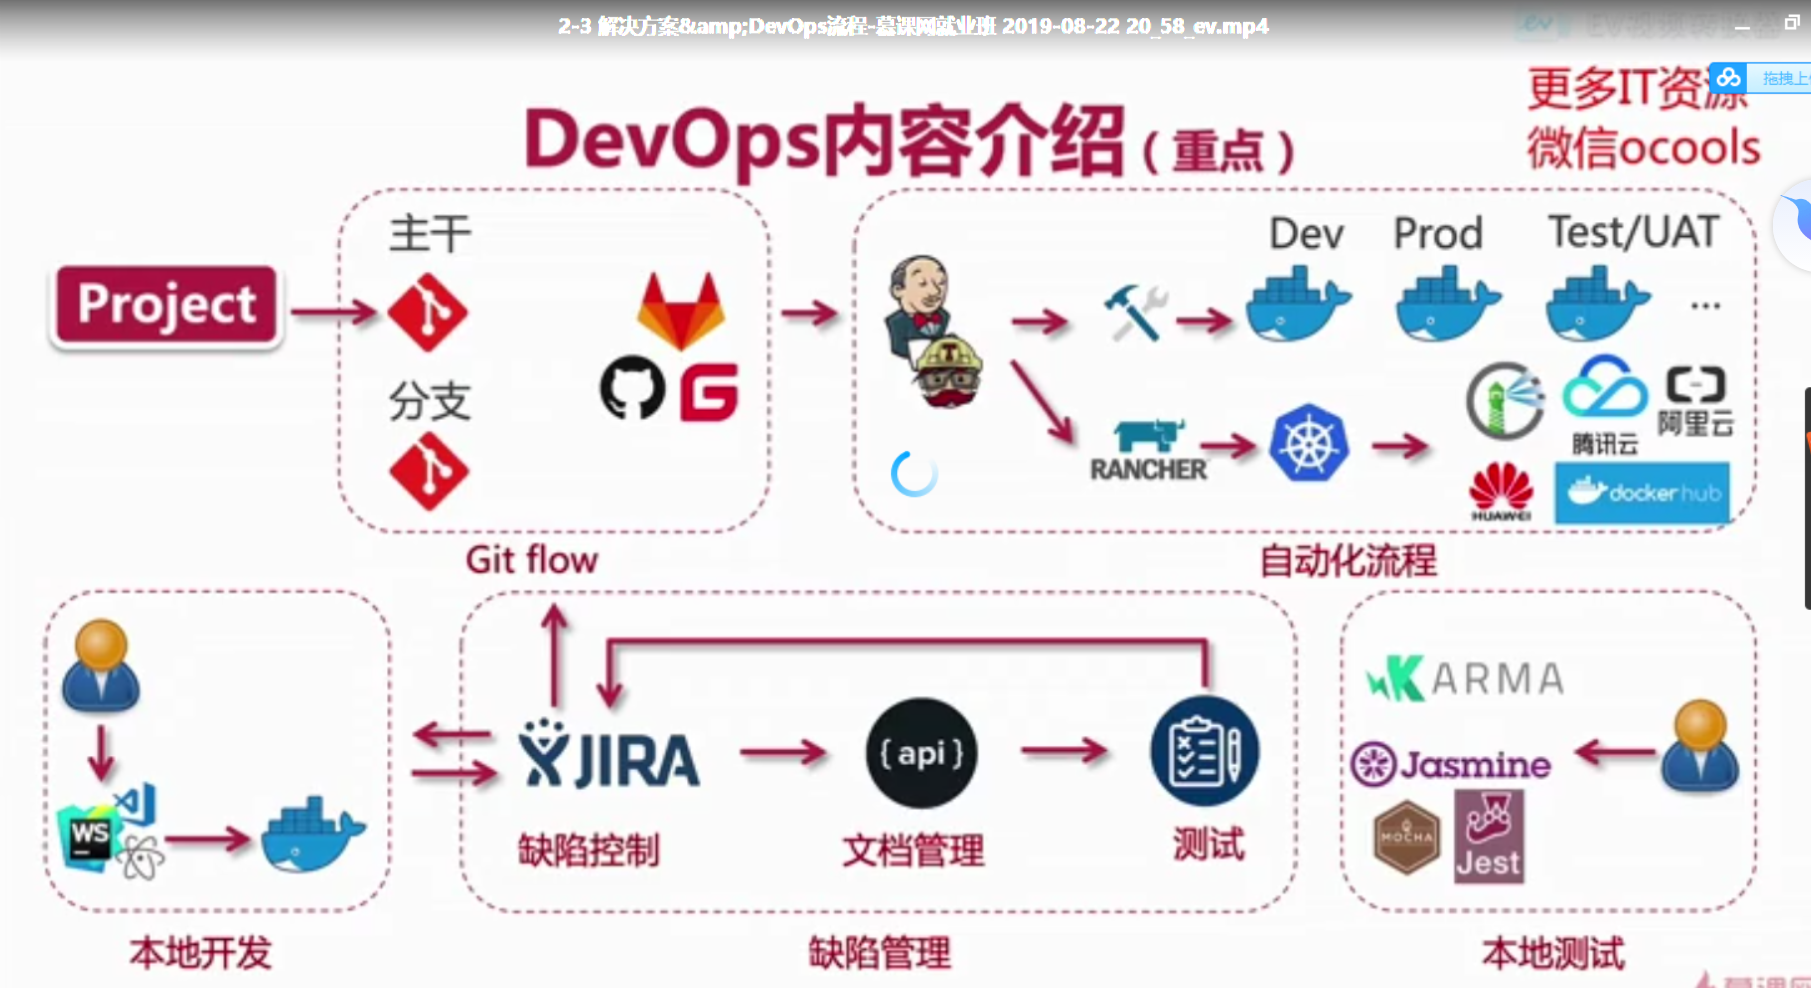 2-3 解决方案&amp;DevOps流程-慕课网就业班 2019-08-22 20_58_ev.mp4
更多IT资源
拖拽上
微信ocools
DevOps内容介绍(重点)
Project
主干
分支
Git flow
Dev
Prod
Test/UAT
...
T
RANCHER
腾讯云
阿里云
HUAWEI
docker hub
自动化流程
WS
本地开发
JIRA
缺陷控制
{api}
文档管理
测试
缺陷管理
KARMA
Jasmine
MOCHA
Jest
本地测试